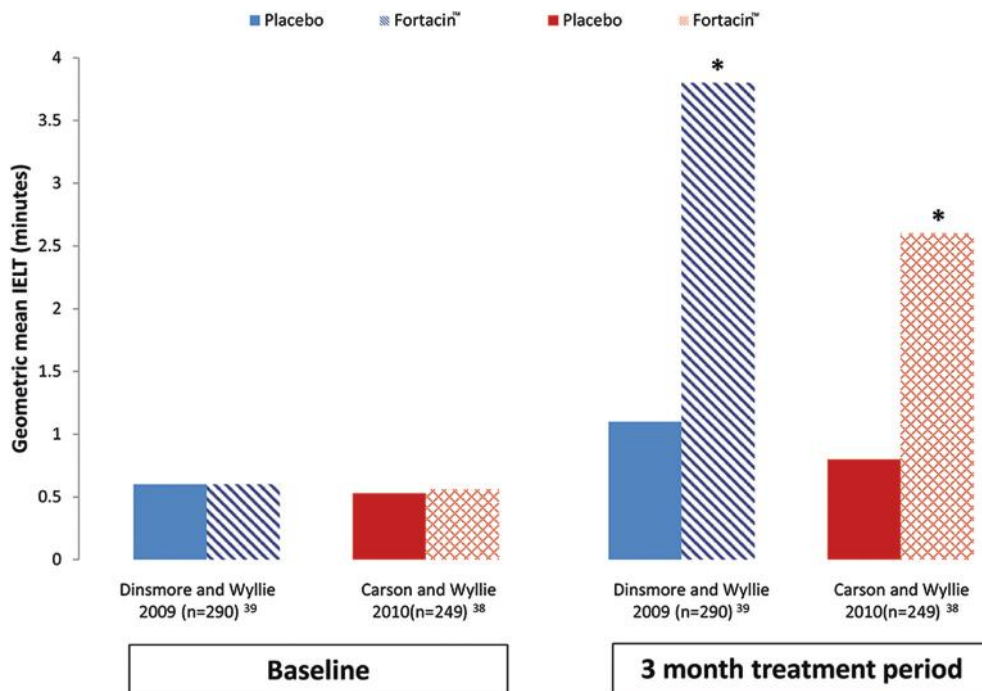 Placebo Fortacin™ Placebo Fortacin™
Geometric mean IELT (minutes)
4
3.5
3
2.5
2
1.5
1
0.5
0
*
*
Dinsmore and Wyllie
2009 (n=290) 39
Carson and Wyllie
2010(n=249) 38
Dinsmore and Wyllie
2009 (n=290) 39
Carson and Wyllie
2010(n=249) 38
Baseline
3 month treatment period